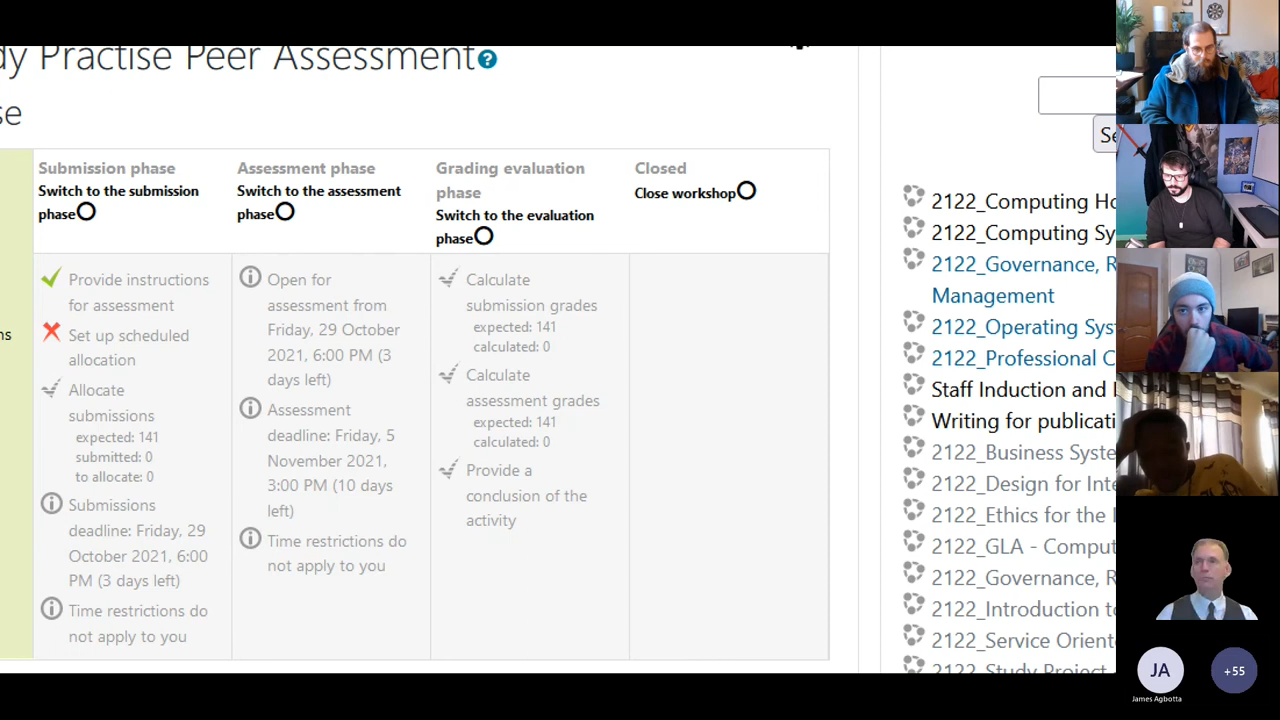 dy Practise Peer Assessment
se
Submission phase
Switch to the submission
phase
Assessment phase
Switch to the assessment
phase
Grading evaluation
phase
Switch to the evaluation
phase
Closed
Close workshop
ns
Provide instructions
for assessment
Set up scheduled
allocation
Allocate
submissions
expected: 141
submitted: 0
to allocate: 0
Submissions
deadline: Friday, 29
October 2021, 6:00
PM (3 days left)
Time restrictions do
not apply to you
Open for
assessment from
Friday, 29 October
2021, 6:00 PM (3
days left)
Assessment
deadline: Friday, 5
November 2021,
3:00 PM (10 days
left)
Time restrictions do
not apply to you
Calculate
submission grades
expected: 141
calculated: 0
Calculate
assessment grades
expected: 141
calculated: 0
Provide a
conclusion of the
activity
Se
2122_Computing Ho
2122_Computing Sy
2122_Governance, R
Management
2122_Operating Syst
2122_Professional C
Staff Induction and
Writing for publicati
2122_Business Syste
2122_Design for Inte
2122_Ethics for the I
2122_GLA - Comput
2122_Governance, R
2122_Introduction to
2122_Service Oriente
2122_Study Project
JA
James Agbotta
+55